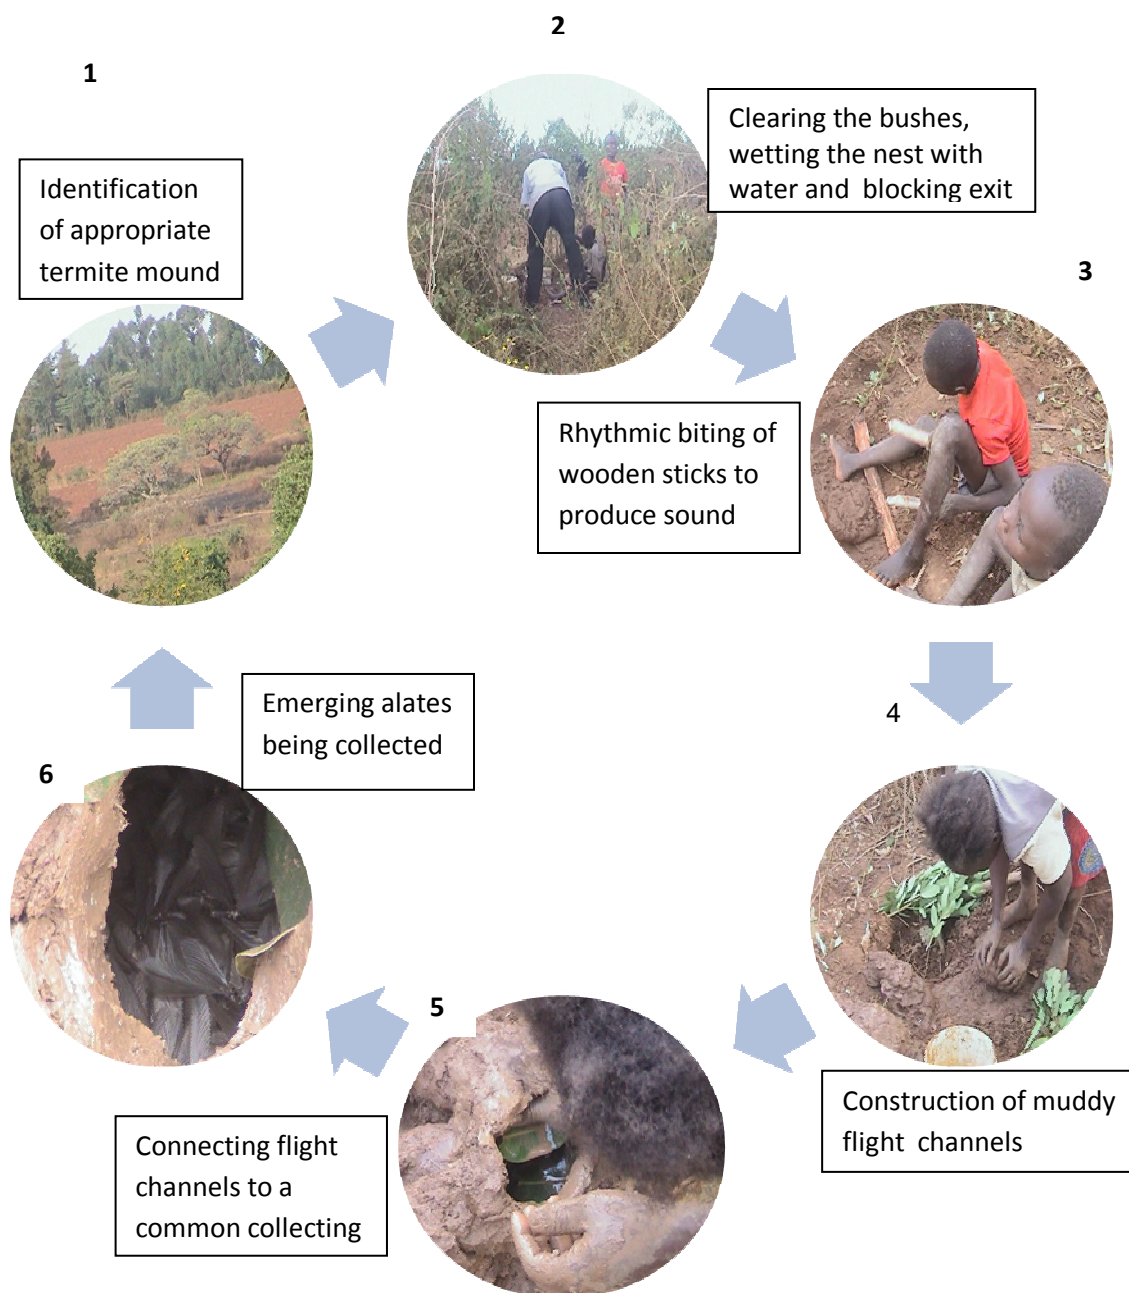 1
Identification
of appropriate
termite mound
2
Clearing the bushes,
wetting the nest with
water and blocking exit
3
Rhythmic biting of
wooden sticks to
produce sound
4
Construction of muddy
flight channels
5
Connecting flight
channels to a
common collecting
6
Emerging alates
being collected